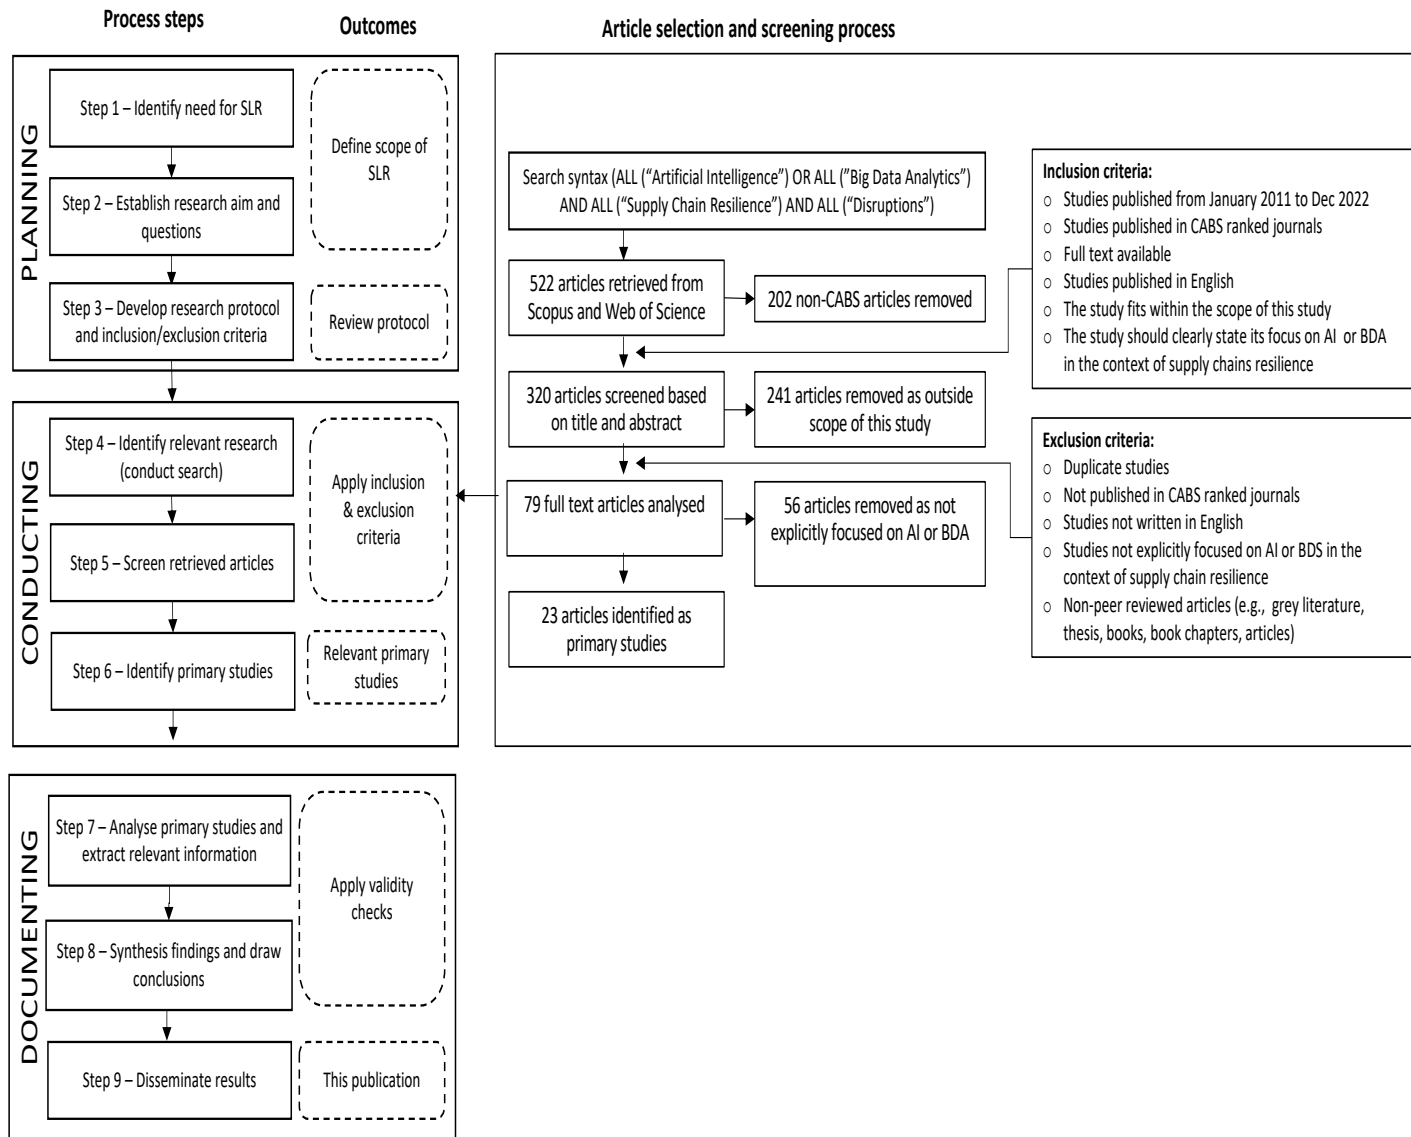 Process steps
Outcomes
Article selection and screening process
PLANNING
Step 1 – Identify need for SLR
Step 2 – Establish research aim and
questions
Step 3 – Develop research protocol
and inclusion/exclusion criteria
Define scope of
SLR
Review protocol
CONDUCTING
Step 4 – Identify relevant research
(conduct search)
Step 5 – Screen retrieved articles
Step 6 – Identify primary studies
Apply inclusion
& exclusion
criteria
Relevant primary
studies
DOCUMENTING
Step 7 – Analyse primary studies and
extract relevant information
Step 8 – Synthesis findings and draw
conclusions
Step 9 – Disseminate results
Apply validity
checks
This publication
Search syntax (ALL (“Artificial Intelligence”) OR ALL (”Big Data Analytics”)
AND ALL (“Supply Chain Resilience”) AND ALL (“Disruptions”)
522 articles retrieved from
Scopus and Web of Science
202 non-CABS articles removed
320 articles screened based
on title and abstract
241 articles removed as outside
scope of this study
79 full text articles analysed
56 articles removed as not
explicitly focused on AI or BDA
23 articles identified as
primary studies
Inclusion criteria:
o Studies published from January 2011 to Dec 2022
o Studies published in CABS ranked journals
o Full text available
o Studies published in English
o The study fits within the scope of this study
o The study should clearly state its focus on AI or BDA
in the context of supply chains resilience
Exclusion criteria:
o Duplicate studies
o Not published in CABS ranked journals
o Studies not written in English
o Studies not explicitly focused on AI or BDS in the
context of supply chain resilience
o Non-peer reviewed articles (e.g., grey literature,
thesis, books, book chapters, articles)